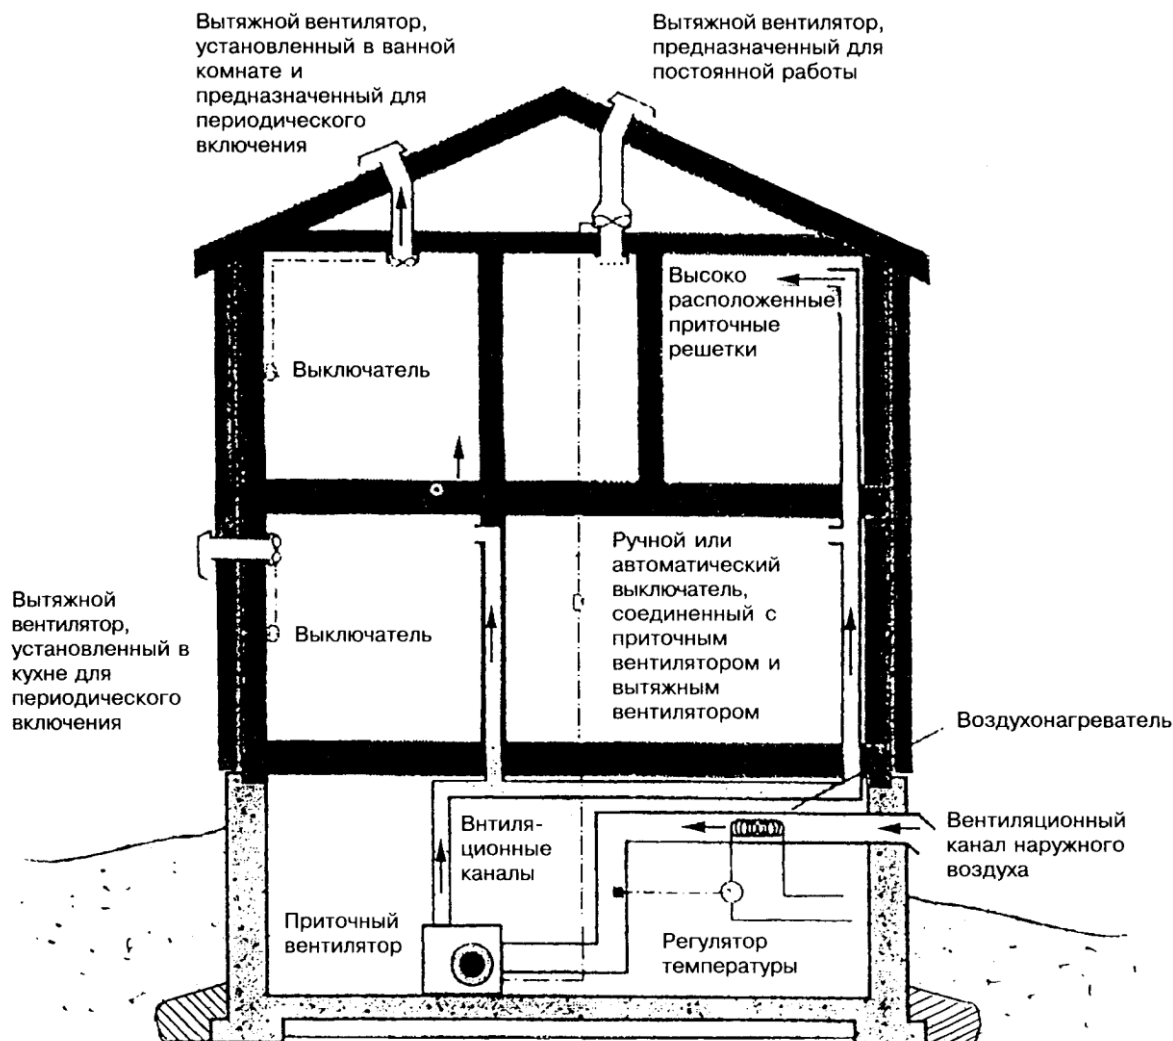 Вытяжной вентилятор,
установленный в ванной
комнате и
предназначенный для
периодического
включения
Вытяжной вентилятор,
предназначенный для
постоянной работы
Высоко
расположенные
приточные
решетки
Выключатель
Вытяжной
вентилятор,
установленный в
кухне для
периодического
включения
Выключатель
Ручной или
автоматический
выключатель,
соединенный с
приточным
вентилятором и
вытяжным
вентилятором
Воздухонагреватель
Внтиля-
ционные
каналы
Вентиляционный
канал наружного
воздуха
Приточный
вентилятор
Регулятор
температуры